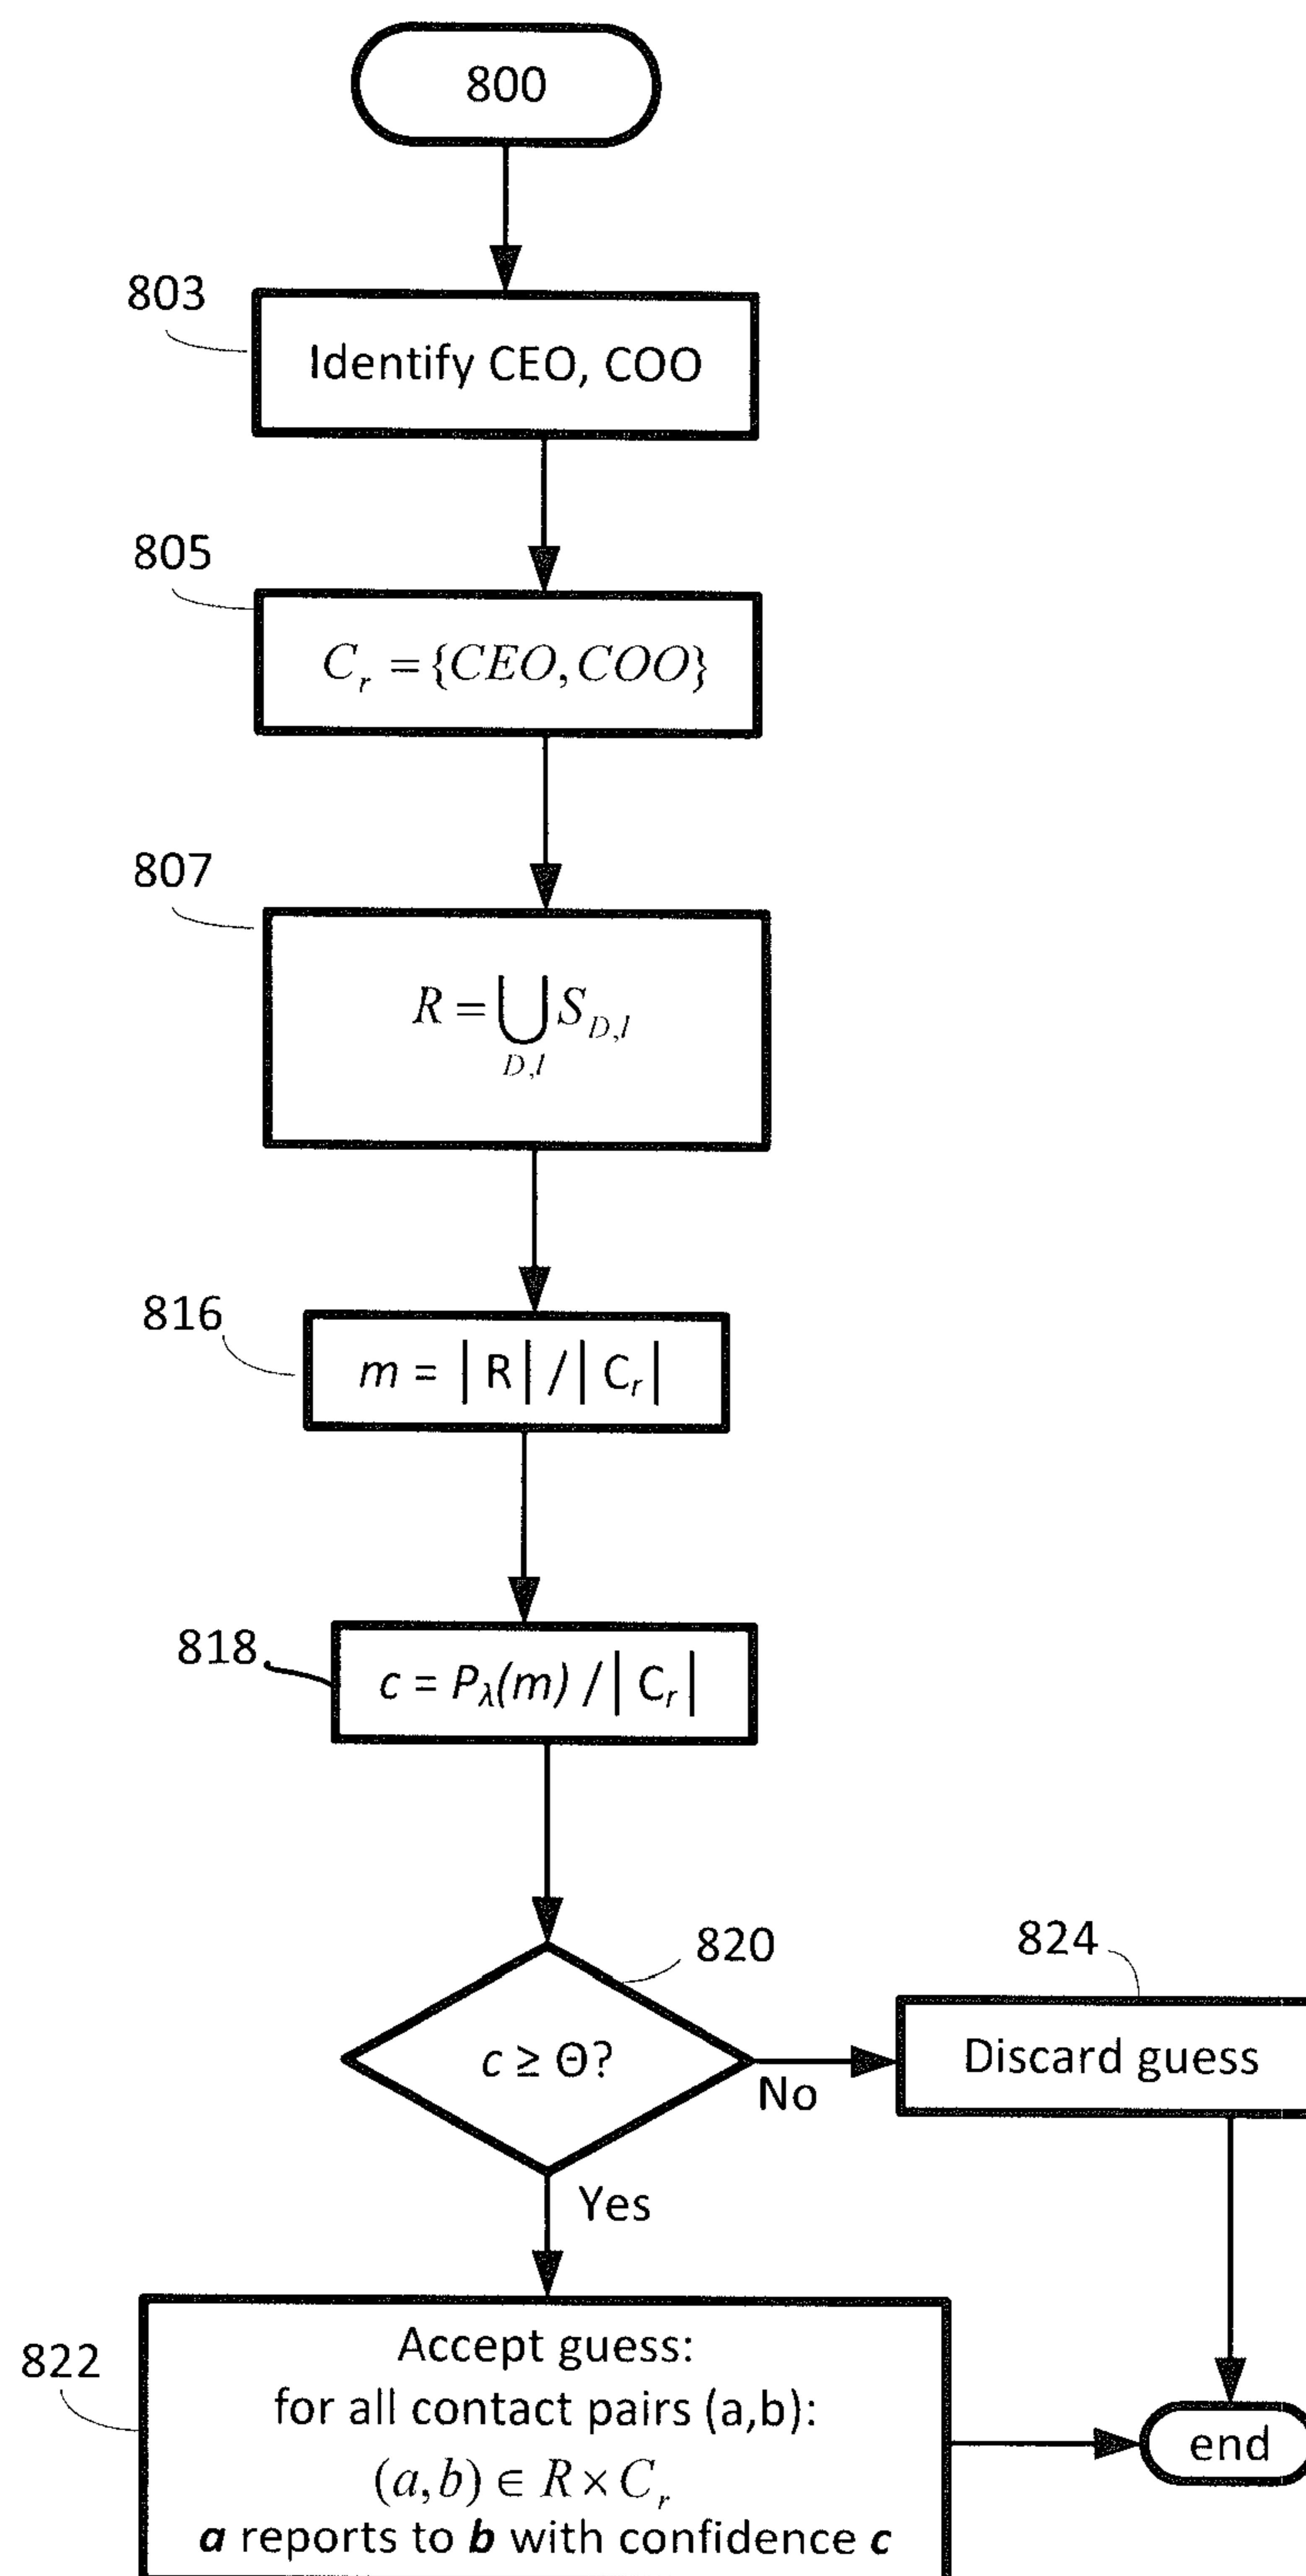 800
803
Identify CEO, COO
805
C_r = {CEO, COO}
807
R = ⋃_{D,l} S_{D,l}
816
m = |R| / |C_r|
818
c = P_λ(m) / |C_r|
820
c ≥ Θ?
824
Discard guess
No
Yes
822
Accept guess:
for all contact pairs (a,b):
(a,b) ∈ R × C_r
a reports to b with confidence c
end